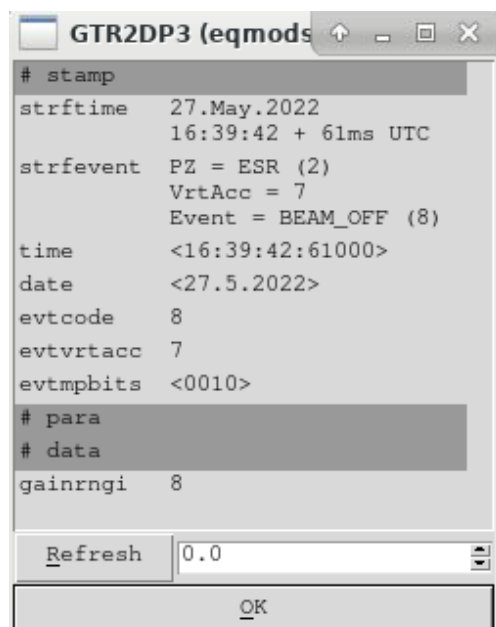 GTR2DP3 (eqmods
# stamp
strftime 27.May.2022
16:39:42 + 61ms UTC
strfevent PZ = ESR (2)
VrtAcc = 7
Event = BEAM_OFF (8)
time <16:39:42:61000>
date <27.5.2022>
evtcode 8
evtvrtacc 7
evtmpbits <0010>
# para
# data
gainrngi 8
Refresh 0.0
OK